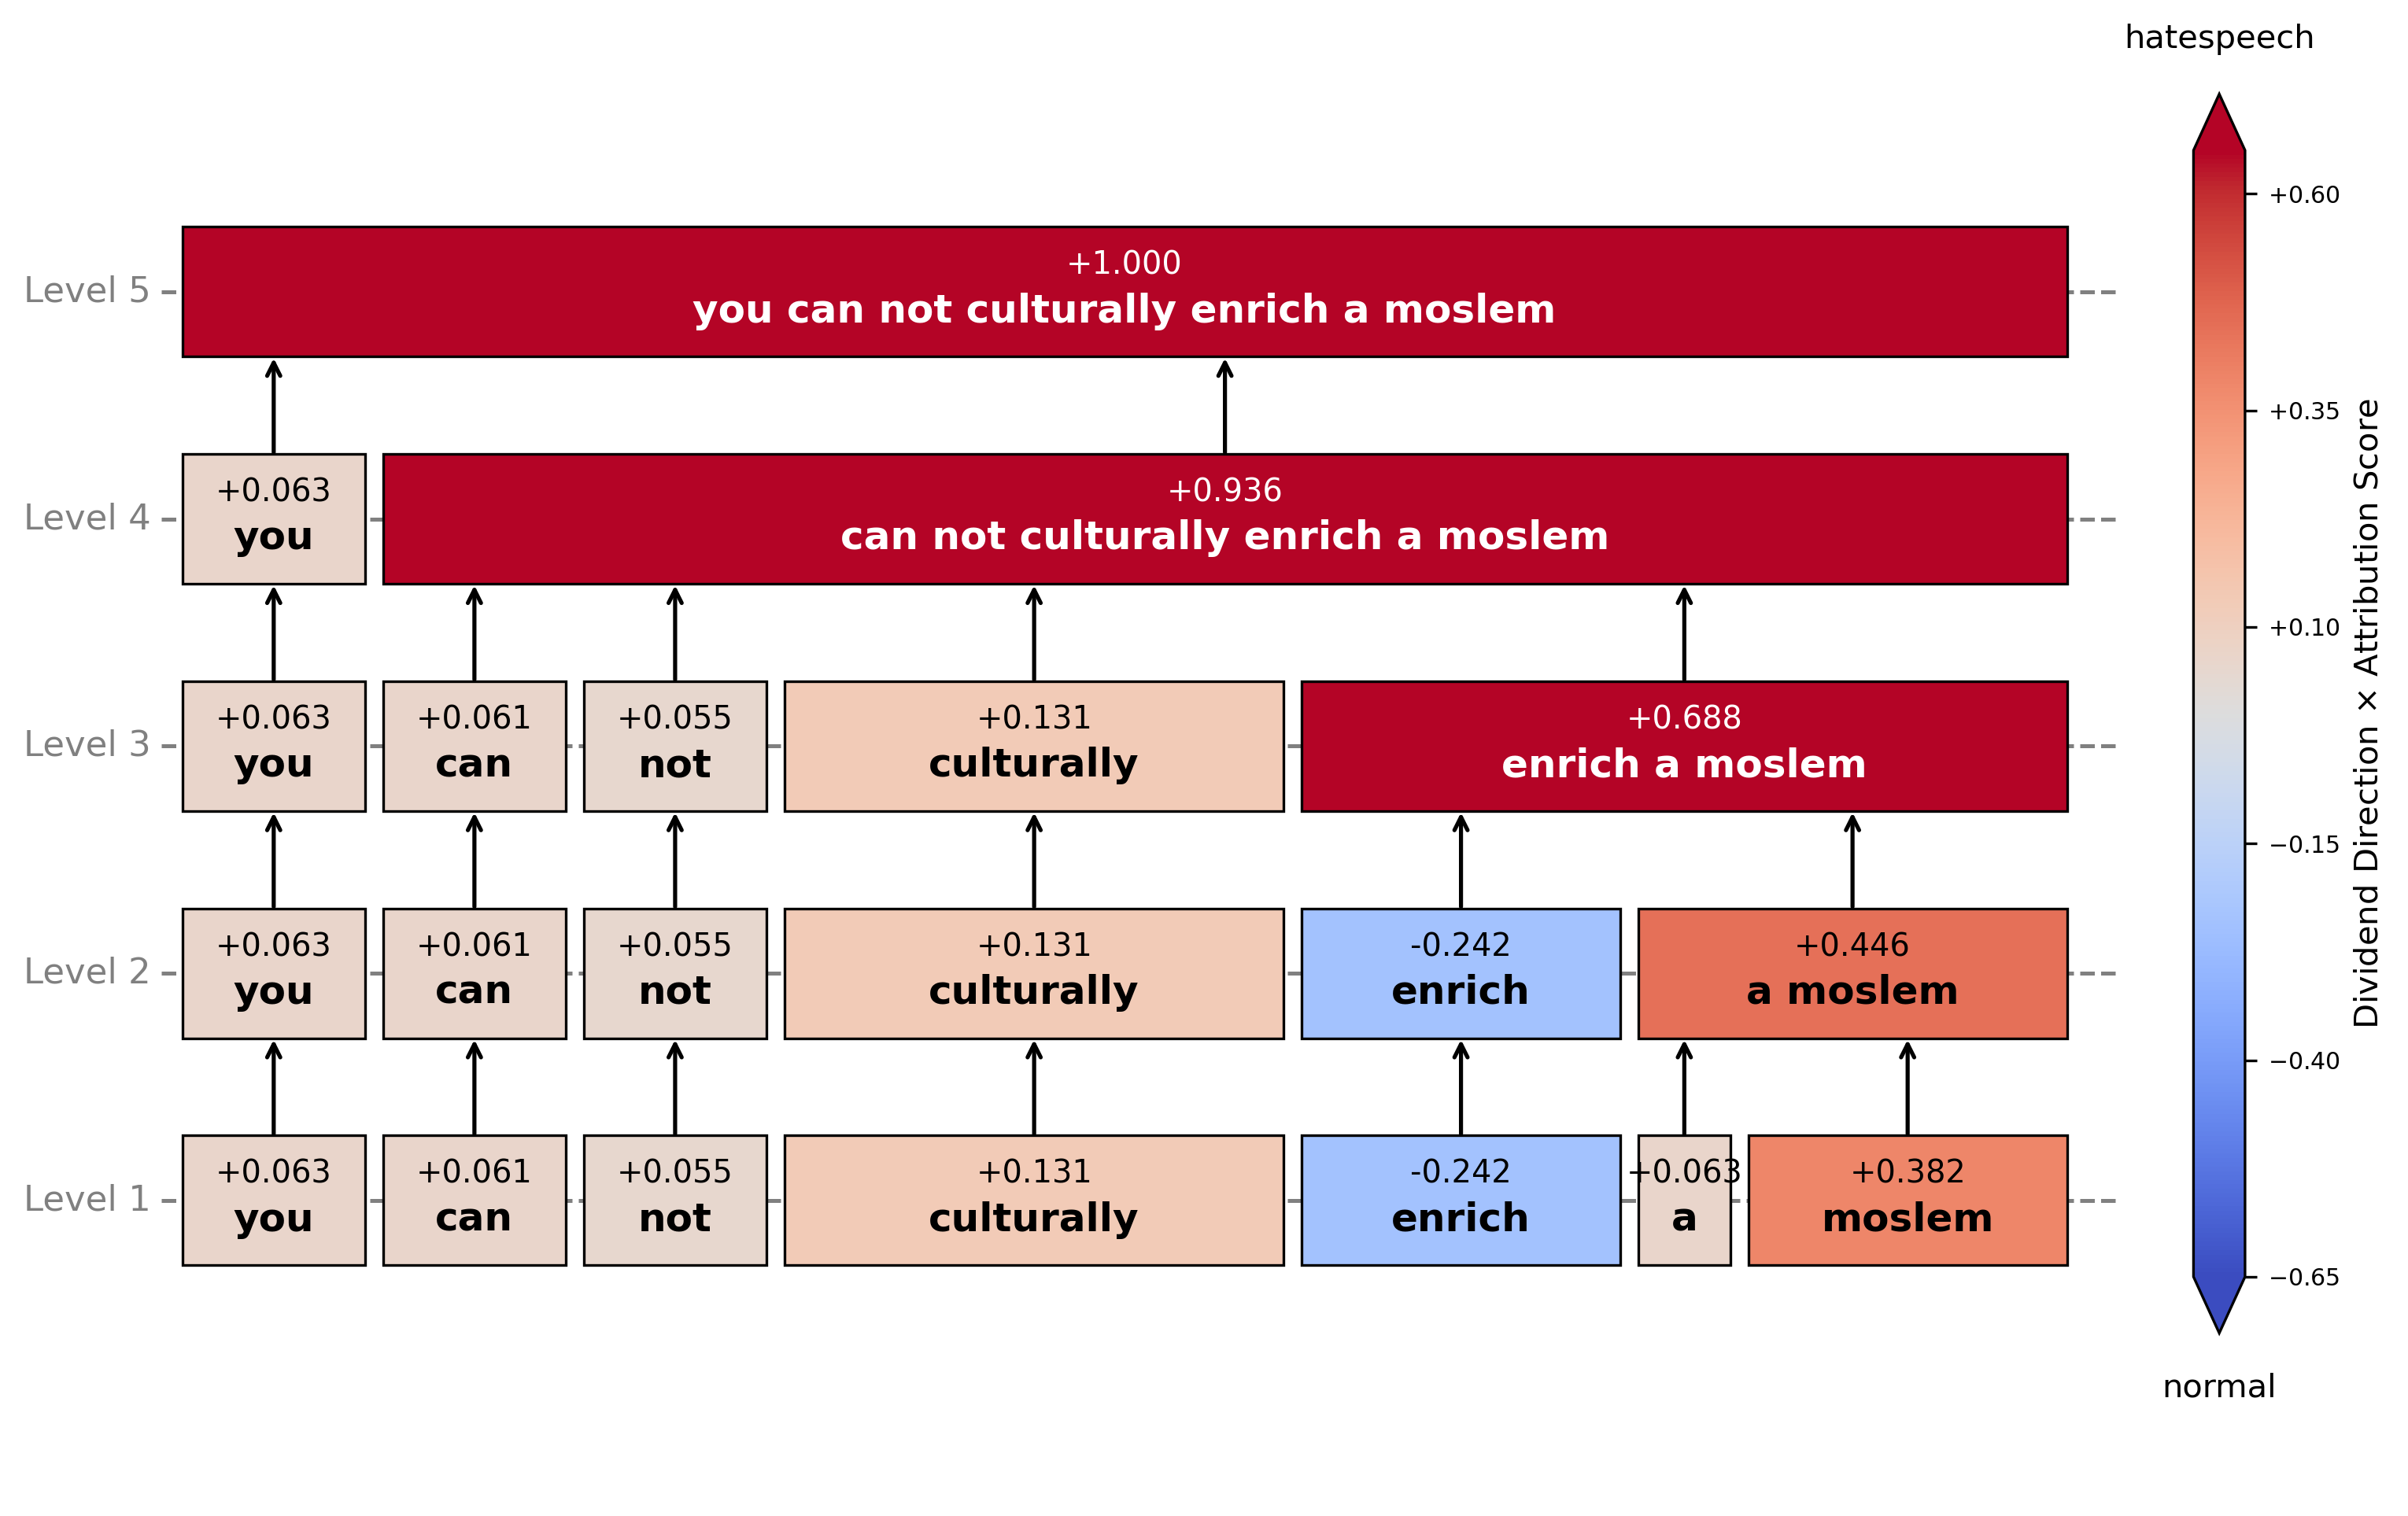 hatespeech
Level 5
+1.000
you can not culturally enrich a moslem
Level 4
+0.063
you
+0.936
can not culturally enrich a moslem
Level 3
+0.063
you
+0.061
can
+0.055
not
+0.131
culturally
+0.688
enrich a moslem
Level 2
+0.063
you
+0.061
can
+0.055
not
+0.131
culturally
-0.242
enrich
+0.446
a moslem
Level 1
+0.063
you
+0.061
can
+0.055
not
+0.131
culturally
-0.242
enrich
+0.063
a
+0.382
moslem
+0.60
+0.35
+0.10
−0.15
−0.40
−0.65
Dividend Direction × Attribution Score
normal